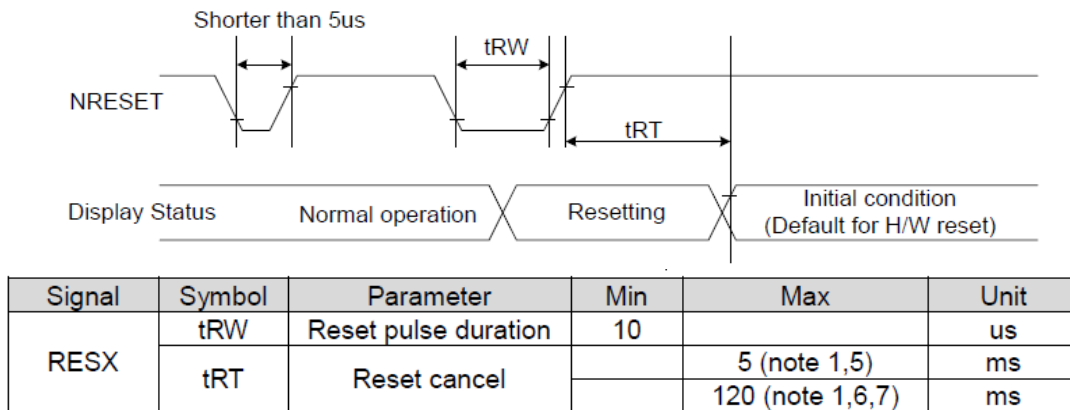 Shorter than 5us
tRW
NRESET
tRT
Display Status
Normal operation
Resetting
Initial condition
(Default for H/W reset)
Signal Symbol Parameter Min Max Unit
RESX tRW Reset pulse duration 10 us
tRT Reset cancel 5 (note 1,5) ms
120 (note 1,6,7) ms